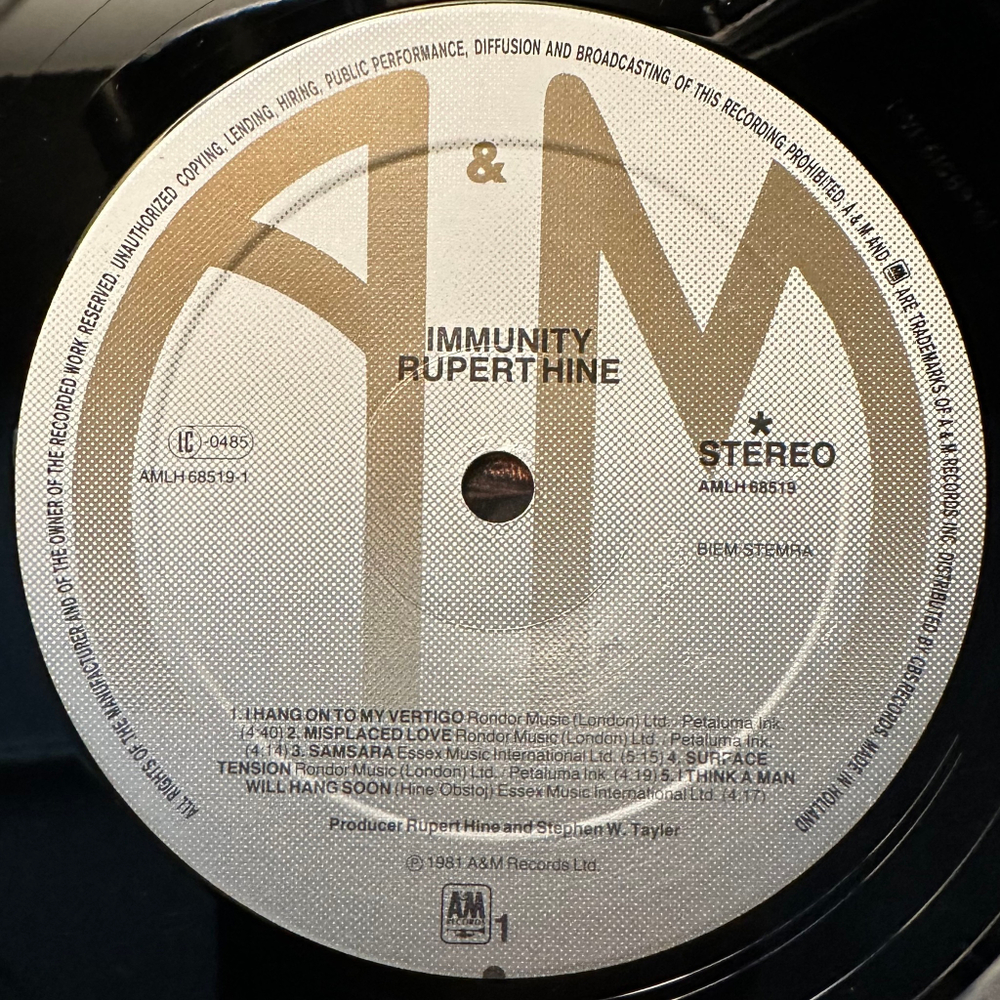 ALL RIGHTS OF THE MANUFACTURER AND OF THE OWNER OF THE RECORDED WORK RESERVED. UNAUTHORIZED COPYING, LENDING, HIRING, PUBLIC PERFORMANCE, DIFFUSION AND BROADCASTING OF THIS RECORDING PROHIBITED. A & M AND AM ARE TRADEMARKS OF A & M RECORDS INC. DISTRIBUTED BY CBS RECORDS. MADE IN HOLLAND
A & M
IMMUNITY
RUPERT HINE
LC-0485
AMLH 68519-1
*
STEREO
AMLH 68519
BIEM/STEMRA
1. I HANG ON TO MY VERTIGO Rondor Music (London) Ltd. / Petaluma Ink.
(4:40) 2. MISPLACED LOVE Rondor Music (London) Ltd. / Petaluma Ink.
(4:14) 3. SAMSARA Essex Music International Ltd. (5:15) 4. SURFACE
TENSION Rondor Music (London) Ltd. / Petaluma Ink. (4.19) 5. I THINK A MAN
WILL HANG SOON (Hine/Obstoj) Essex Music International Ltd. (4.17)
Producer Rupert Hine and Stephen W. Tayler
℗ 1981 A&M Records Ltd.
AM
RECORDS
1